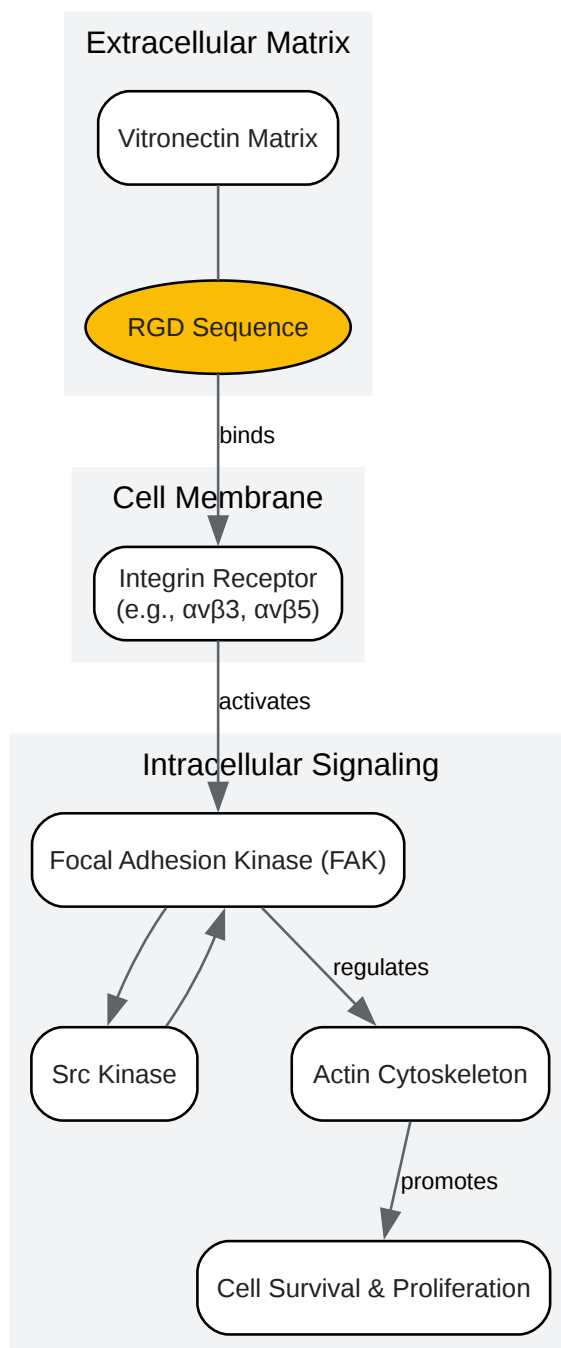 Extracellular Matrix
Vitronectin Matrix
RGD Sequence
binds
Cell Membrane
Integrin Receptor
(e.g., αvβ3, αvβ5)
activates
Intracellular Signaling
Focal Adhesion Kinase (FAK)
regulates
Src Kinase
Actin Cytoskeleton
promotes
Cell Survival & Proliferation